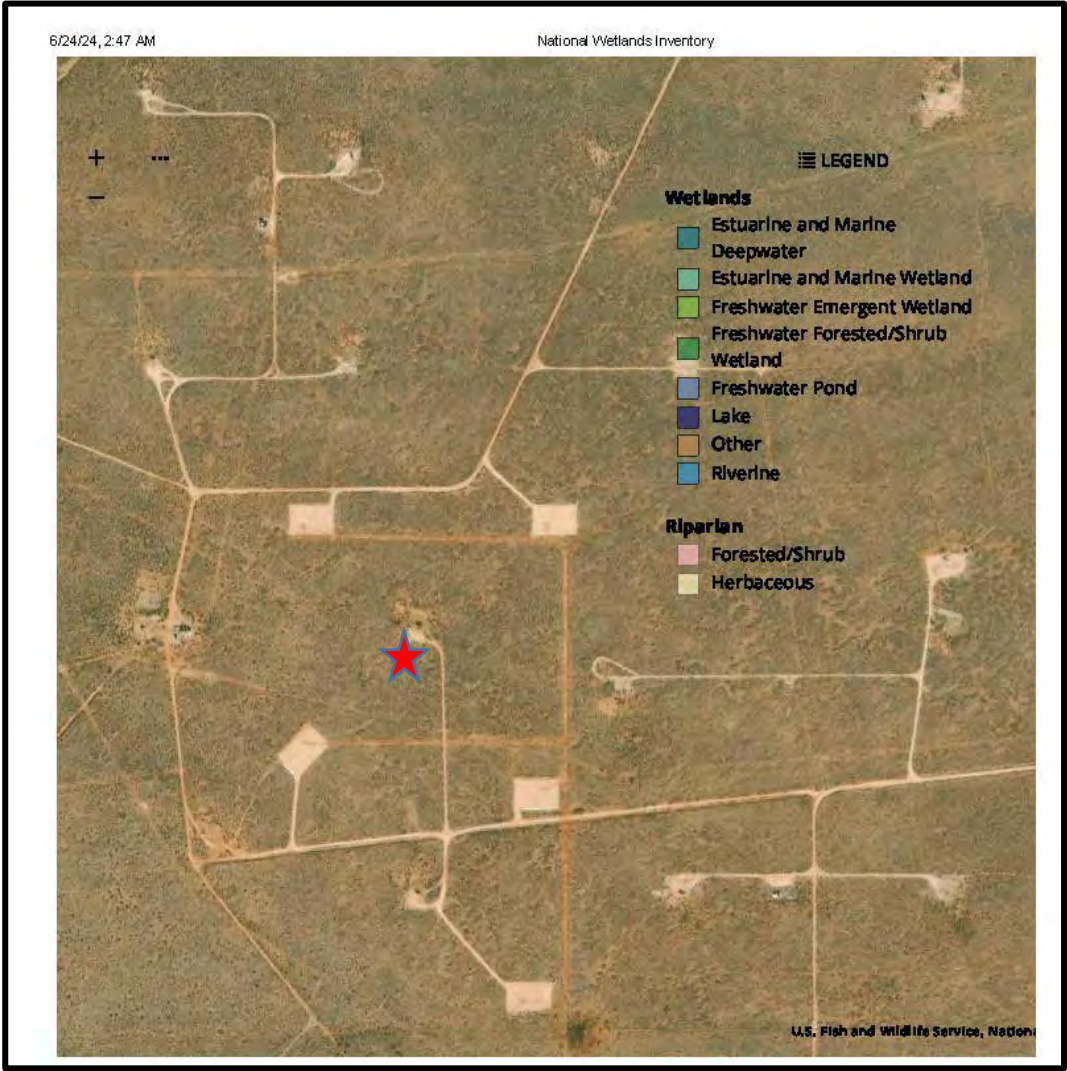 6/24/24, 2:47 AM
National Wetlands Inventory
+
...
−
LEGEND
Wetlands
Estuarine and Marine
Deepwater
Estuarine and Marine Wetland
Freshwater Emergent Wetland
Freshwater Forested/Shrub
Wetland
Freshwater Pond
Lake
Other
Riverine
Riparian
Forested/Shrub
Herbaceous
U.S. Fish and Wildlife Service, Nation